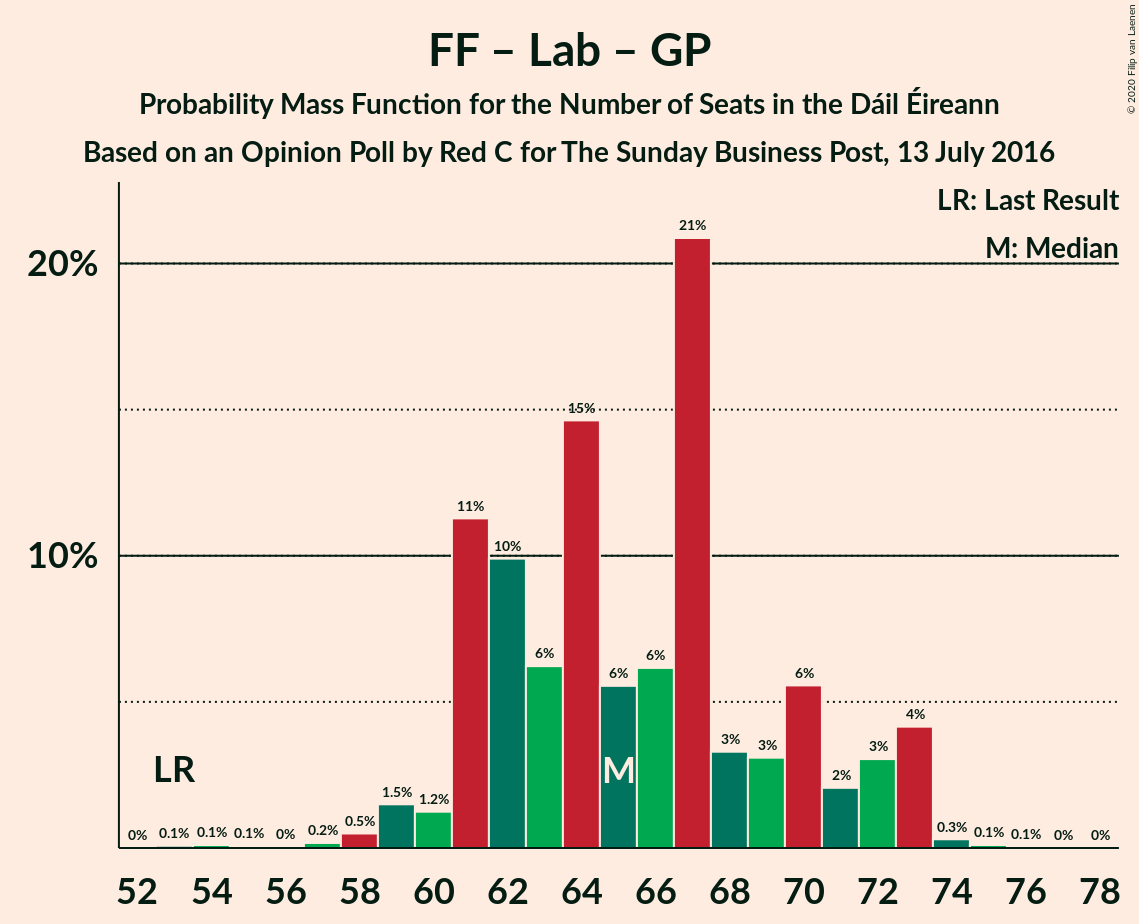 FF – Lab – GP
Probability Mass Function for the Number of Seats in the Dáil Éireann
Based on an Opinion Poll by Red C for The Sunday Business Post, 13 July 2016
© 2020 Filip van Laenen
LR: Last Result
M: Median
20%
10%
0% 0.1% 0.1% 0.1% 0% 0.2% 0.5% 1.5% 1.2% 11% 10% 6% 15% 6% 6% 21% 3% 3% 6% 2% 3% 4% 0.3% 0.1% 0.1% 0% 0%
LR
M
52 54 56 58 60 62 64 66 68 70 72 74 76 78